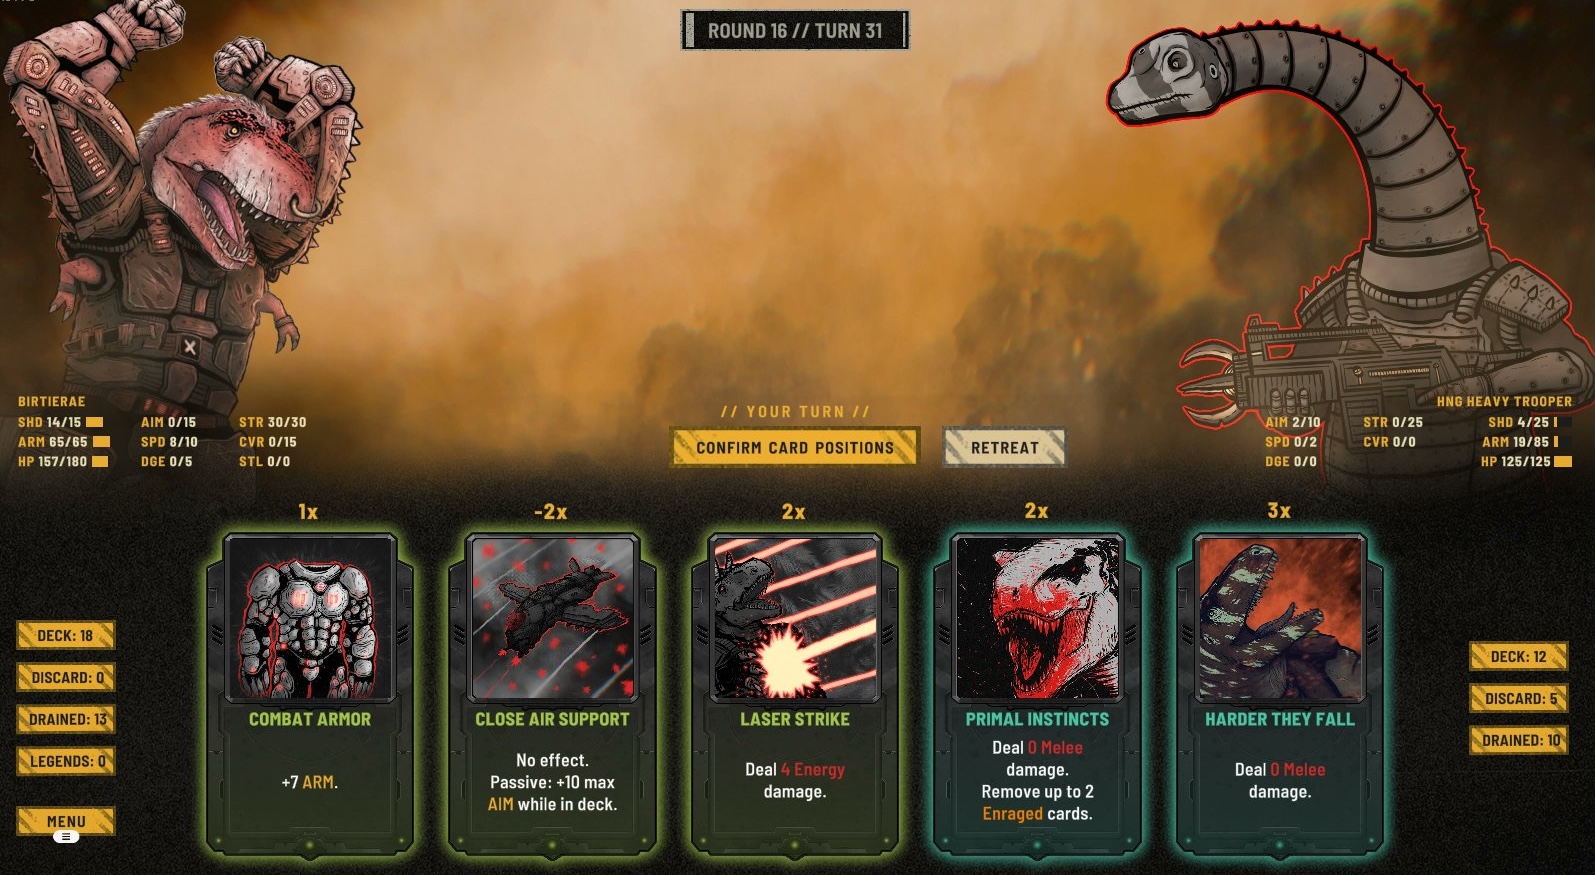 ROUND 16 // TURN 31
BIRTIERAE
SHD 14/15 AIM 0/15 STR 30/30
ARM 65/65 SPD 8/10 CVR 0/15
HP 157/180 DGE 0/5 STL 0/0
// YOUR TURN //
CONFIRM CARD POSITIONS
RETREAT
HNG HEAVY TROOPER
AIM 2/10 STR 0/25 SHD 4/25
SPD 0/2 CVR 0/0 ARM 19/85
DGE 0/0 HP 125/125
1x
-2x
2x
2x
3x
DECK: 18
DISCARD: 0
DRAINED: 13
LEGENDS: 0
MENU
COMBAT ARMOR
+7 ARM.
CLOSE AIR SUPPORT
No effect.
Passive: +10 max
AIM while in deck.
LASER STRIKE
Deal 4 Energy
damage.
PRIMAL INSTINCTS
Deal 0 Melee
damage.
Remove up to 2
Enraged cards.
HARDER THEY FALL
Deal 0 Melee
damage.
DECK: 12
DISCARD: 5
DRAINED: 10